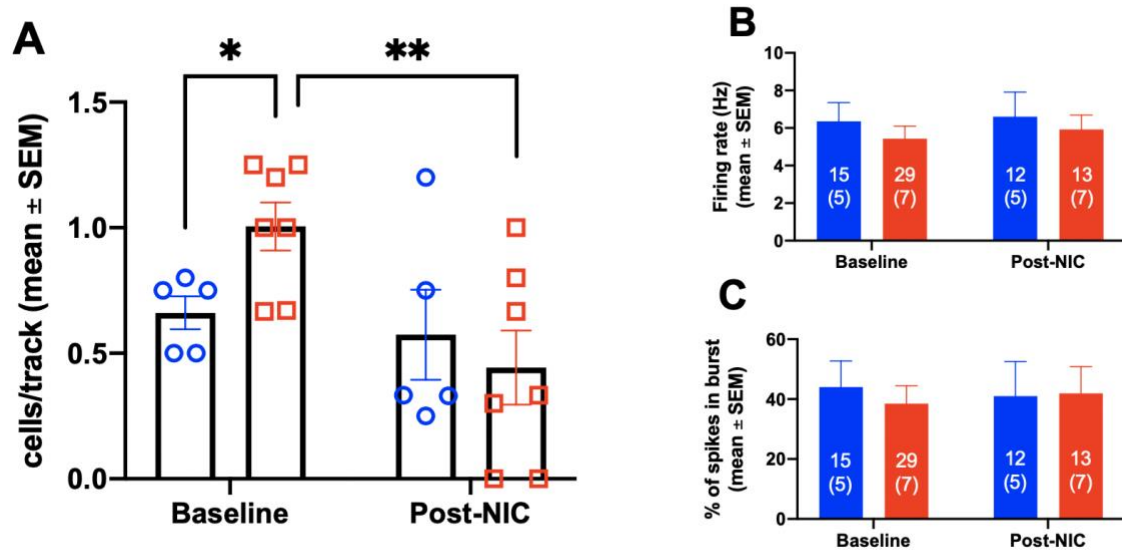 A
*
**
cells/track (mean ± SEM)
1.5
1.0
0.5
0.0
Baseline
Post-NIC
B
Firing rate (Hz)
(mean ± SEM)
10
8
6
4
2
0
15
(5)
29
(7)
12
(5)
13
(7)
Baseline
Post-NIC
C
% of spikes in burst
(mean ± SEM)
60
40
20
0
15
(5)
29
(7)
12
(5)
13
(7)
Baseline
Post-NIC